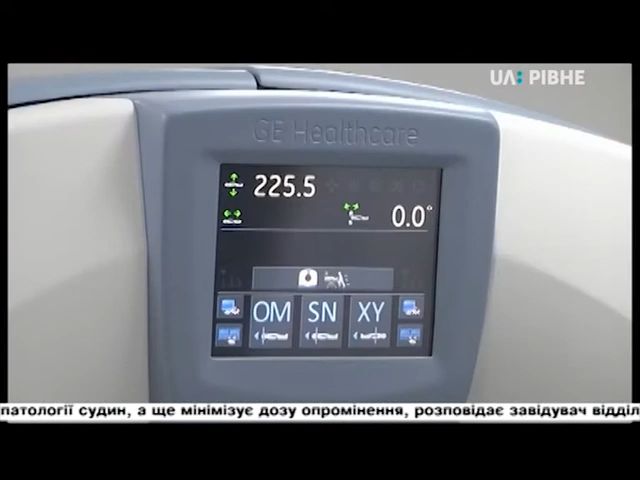 UA: РІВНЕ
GE Healthcare
225.5
0.0°
OM SN XY
патології судин, а ще мінімізує дозу опромінення, розповідає завідувач відділ